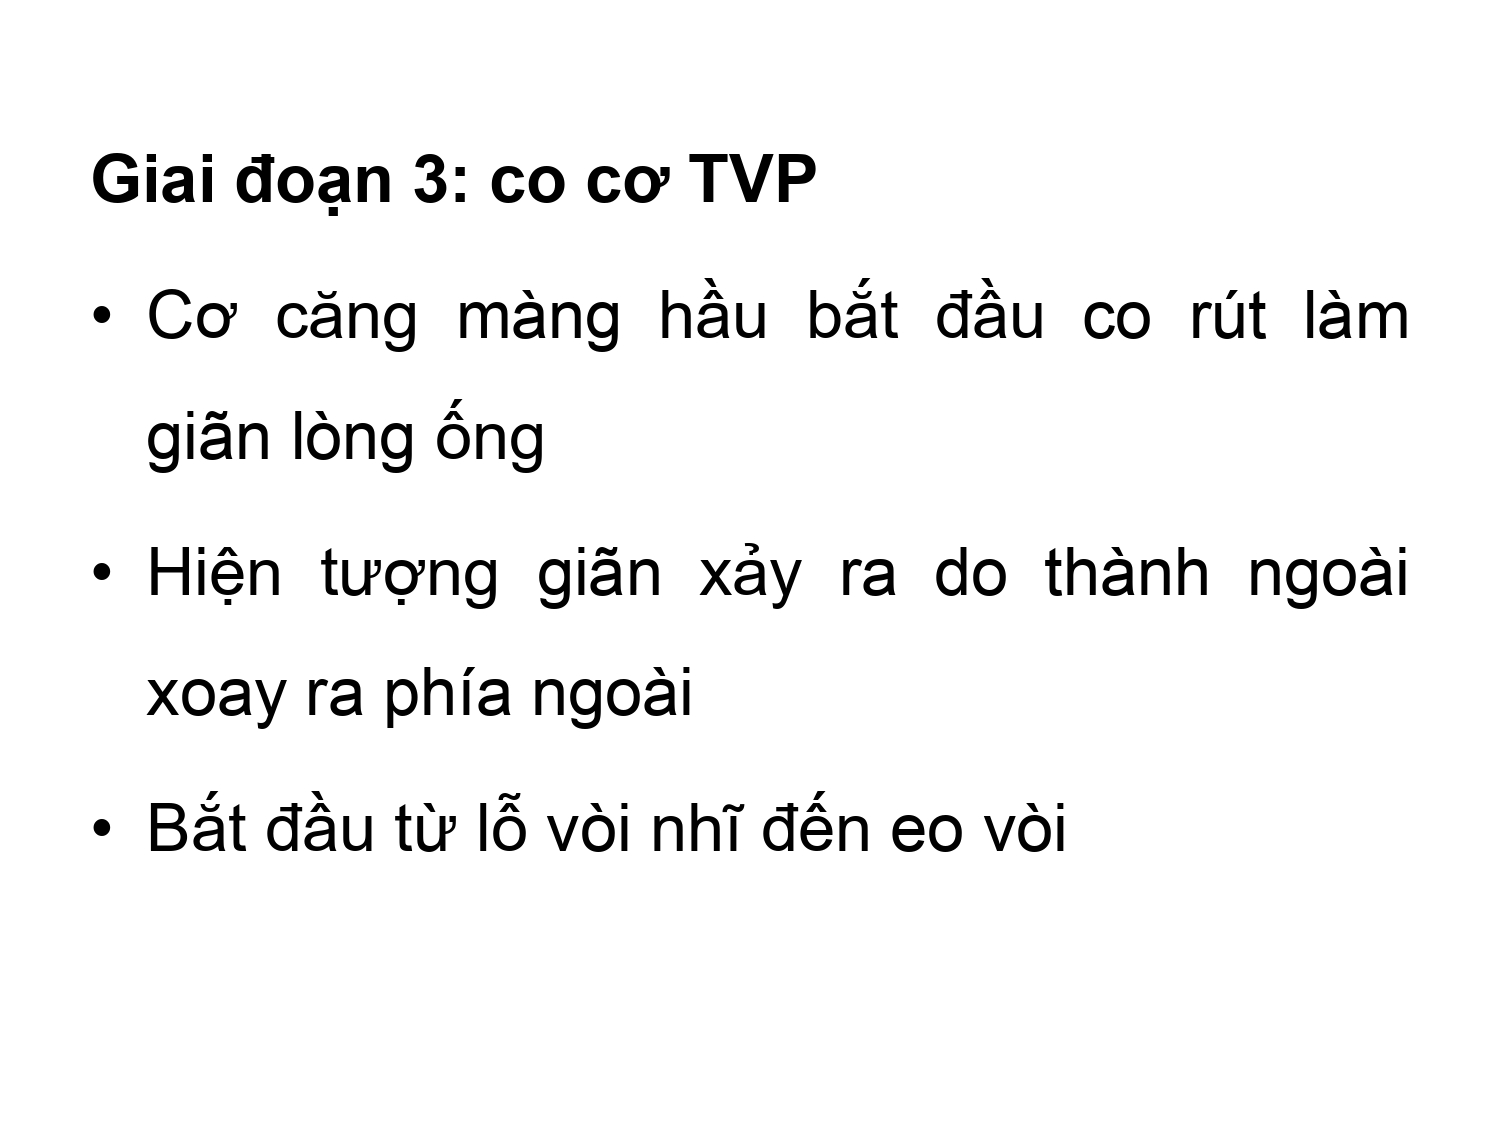 Giai đoạn 3: co cơ TVP
• Cơ căng màng hầu bắt đầu co rút làm
giãn lòng ống
• Hiện tượng giãn xảy ra do thành ngoài
xoay ra phía ngoài
• Bắt đầu từ lỗ vòi nhĩ đến eo vòi